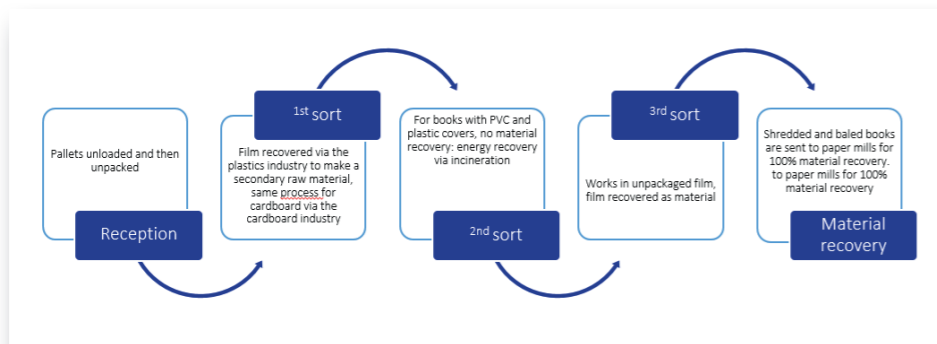 Pallets unloaded and then
unpacked
Reception
1st sort
Film recovered via the
plastics industry to make a
secondary raw material,
same process for
cardboard via the
cardboard industry
For books with PVC and
plastic covers, no material
recovery: energy recovery
via incineration
2nd sort
3rd sort
Works in unpackaged film,
film recovered as material
Shredded and baled books
are sent to paper mills for
100% material recovery.
to paper mills for 100%
material recovery
Material
recovery